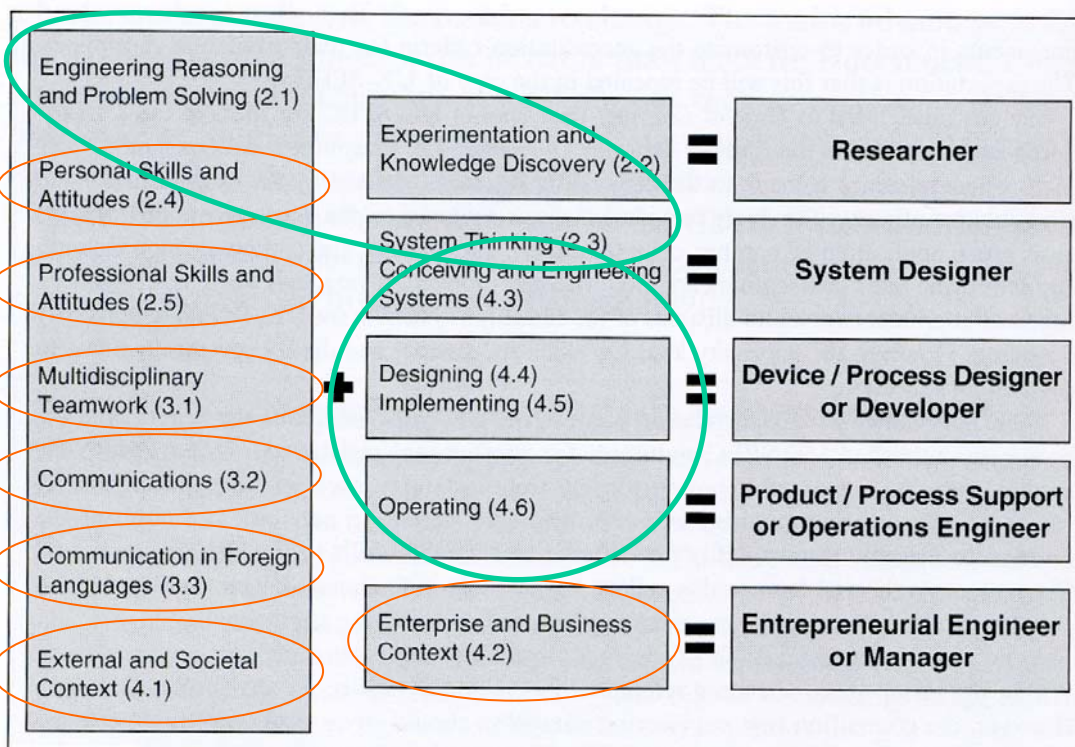 Engineering Reasoning
and Problem Solving (2.1)
Personal Skills and
Attitudes (2.4)
Professional Skills and
Attitudes (2.5)
Multidisciplinary
Teamwork (3.1)
Communications (3.2)
Communication in Foreign
Languages (3.3)
External and Societal
Context (4.1)
Experimentation and
Knowledge Discovery (2.2)
System Thinking (2.3)
Conceiving and Engineering
Systems (4.3)
Designing (4.4)
Implementing (4.5)
Operating (4.6)
Enterprise and Business
Context (4.2)
Researcher
System Designer
Device / Process Designer
or Developer
Product / Process Support
or Operations Engineer
Entrepreneurial Engineer
or Manager